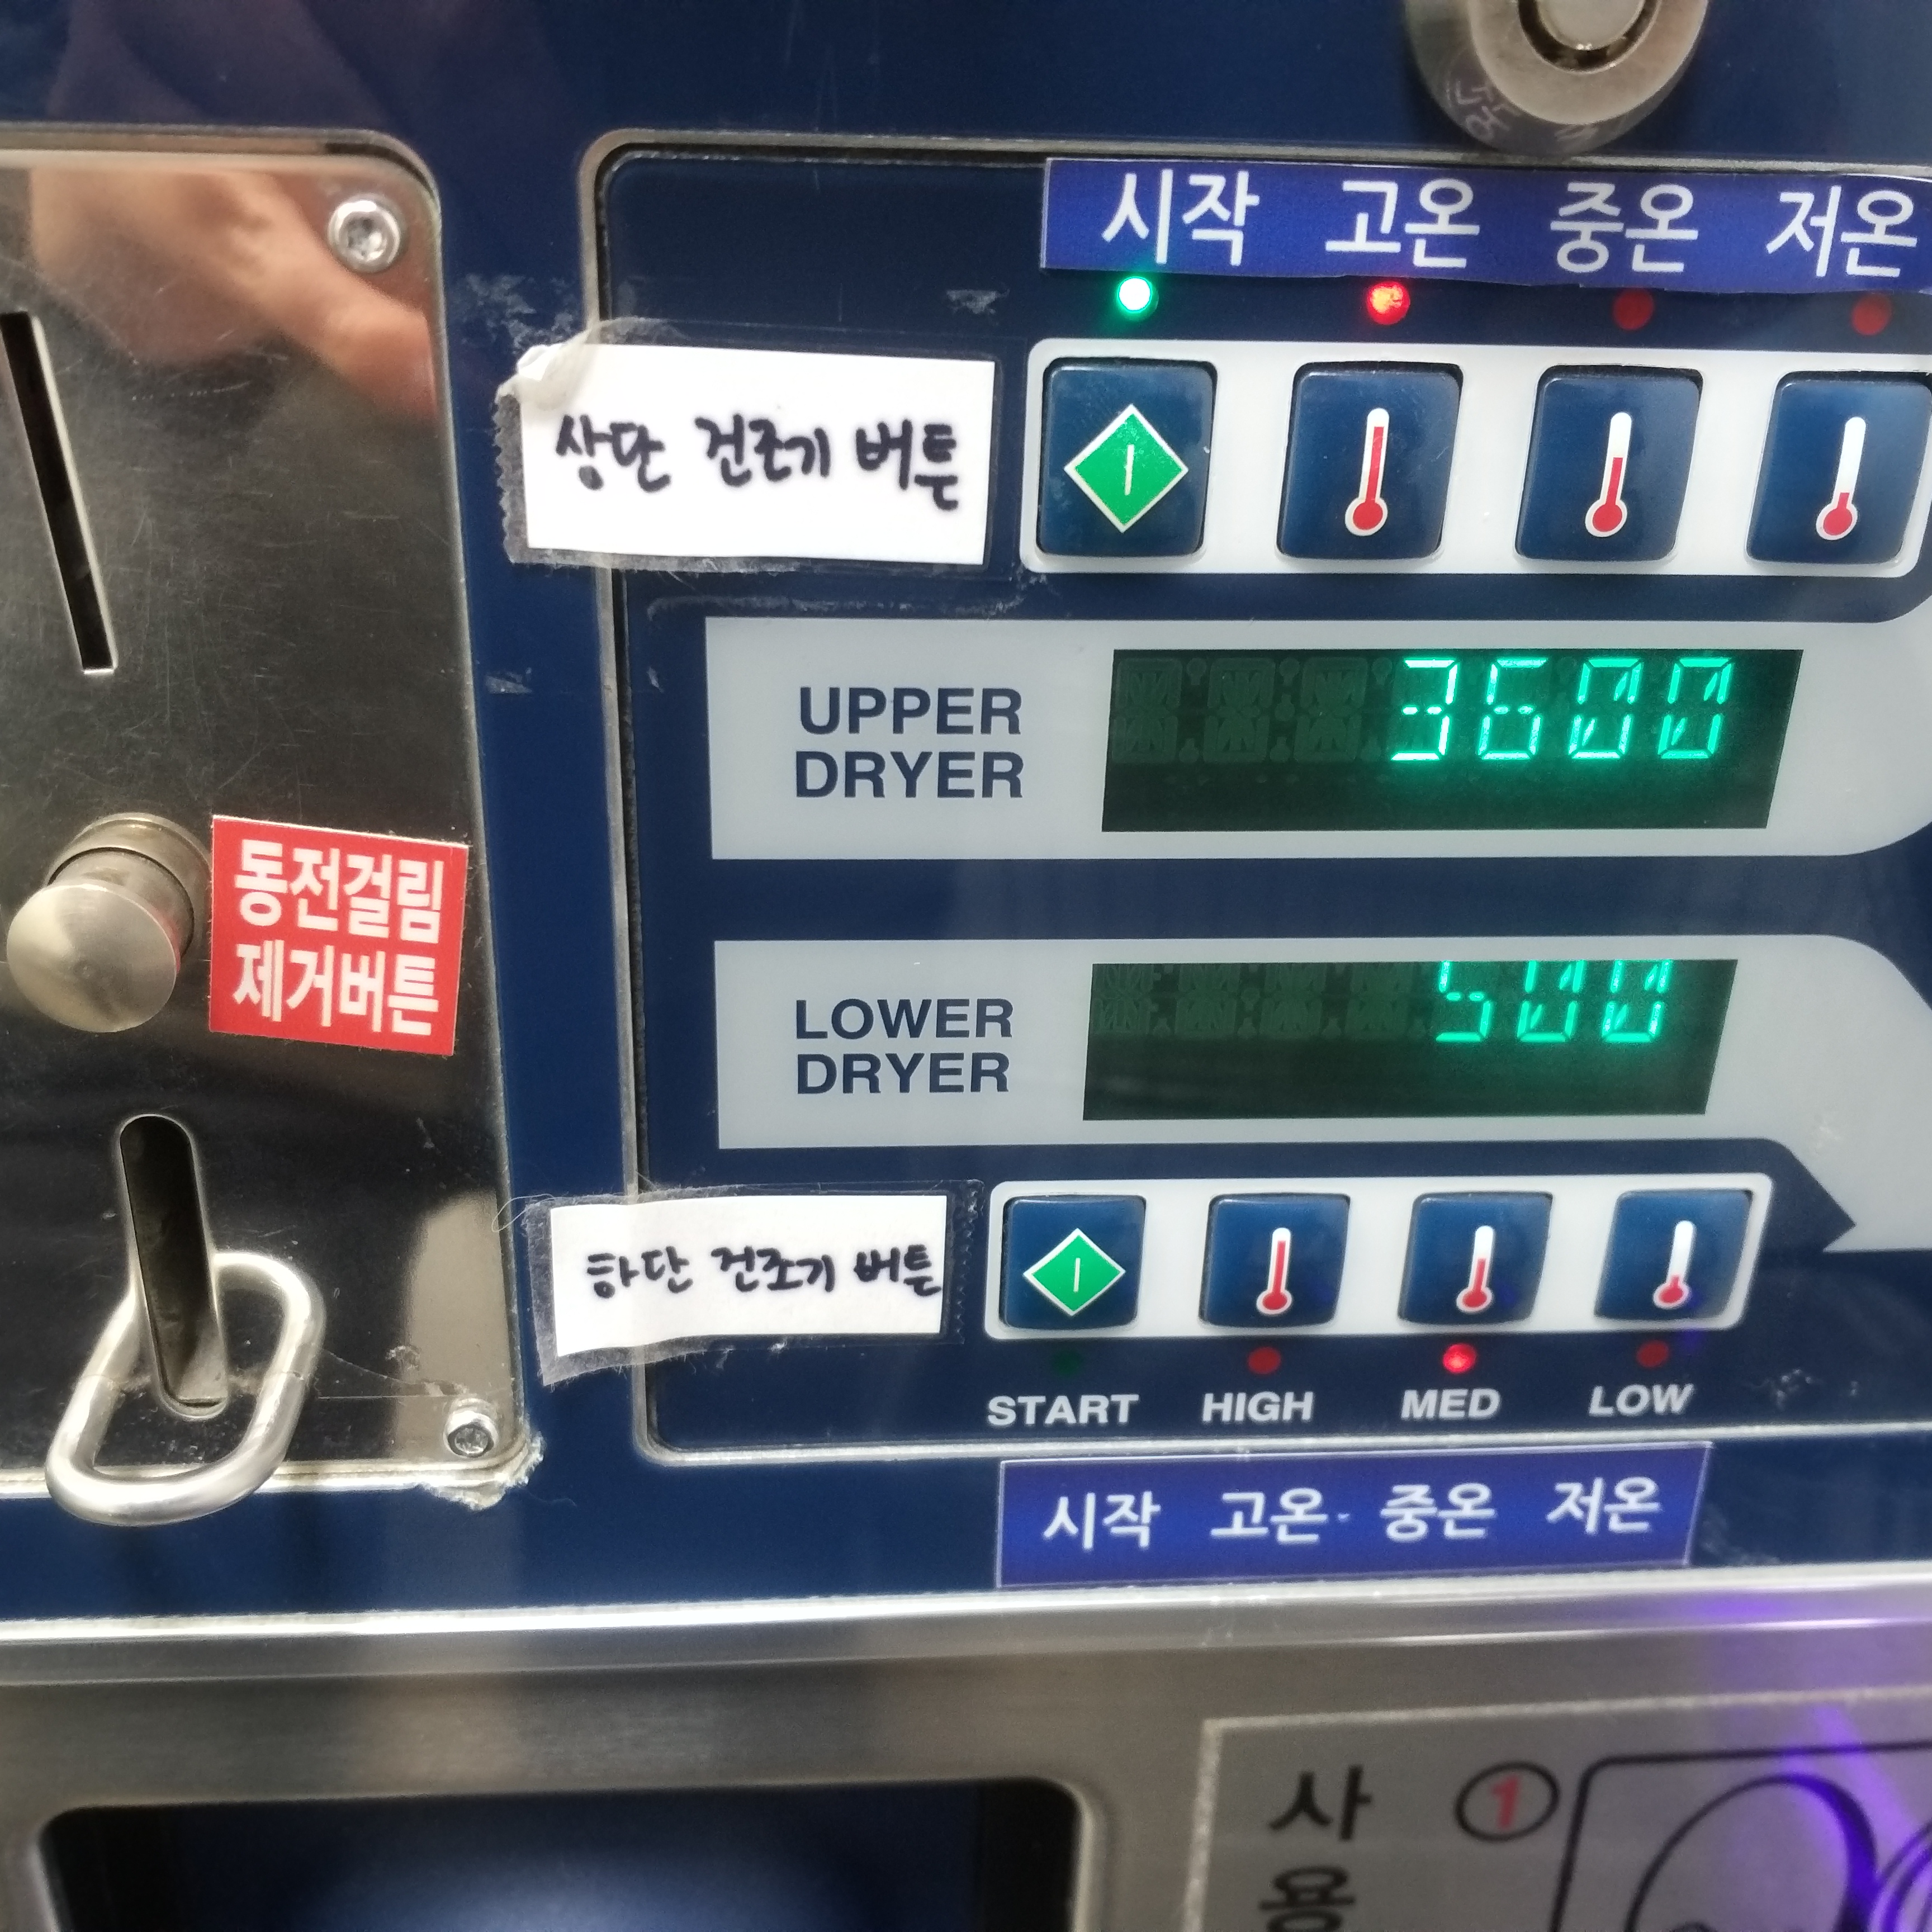 시작 고온 중온 저온
상단 건조기 버튼
UPPER
DRYER
3600
동전걸림
제거버튼
LOWER
DRYER
500
하단 건조기 버튼
START HIGH MED LOW
시작 고온 중온 저온
사 1
용